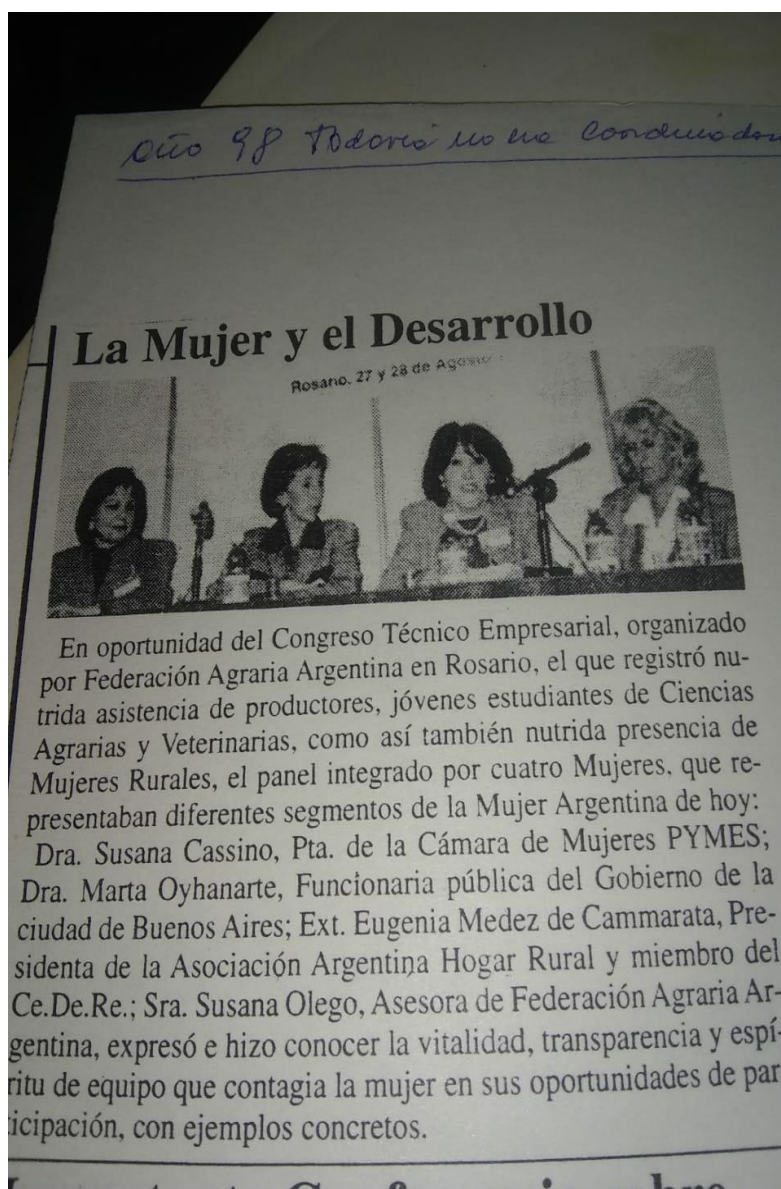 año 98 Todavía no era Coordinadora
La Mujer y el Desarrollo
Rosario, 27 y 28 de Agosto
En oportunidad del Congreso Técnico Empresarial, organizado
por Federación Agraria Argentina en Rosario, el que registró nu-
trida asistencia de productores, jóvenes estudiantes de Ciencias
Agrarias y Veterinarias, como así también nutrida presencia de
Mujeres Rurales, el panel integrado por cuatro Mujeres, que re-
presentaban diferentes segmentos de la Mujer Argentina de hoy:
Dra. Susana Cassino, Pta. de la Cámara de Mujeres PYMES;
Dra. Marta Oyhanarte, Funcionaria pública del Gobierno de la
ciudad de Buenos Aires; Ext. Eugenia Medez de Cammarata, Pre-
sidenta de la Asociación Argentina Hogar Rural y miembro del
Ce.De.Re.; Sra. Susana Olego, Asesora de Federación Agraria Ar-
gentina, expresó e hizo conocer la vitalidad, transparencia y espí-
ritu de equipo que contagia la mujer en sus oportunidades de par
ticipación, con ejemplos concretos.